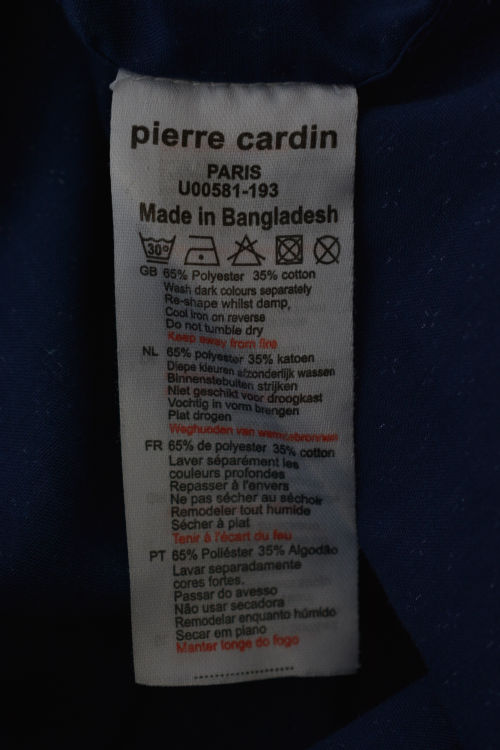 pierre cardin
PARIS
U00581-193
Made in Bangladesh
30°
GB 65% Polyester 35% cotton
Wash dark colours separately
Re-shape whilst damp,
Cool iron on reverse
Do not tumble dry
Keep away from fire
NL 65% polyester 35% katoen
Diepe kleuren afzonderlijk wassen
Binnenstebuiten strijken
Niet geschikt voor droogkast
Vochtig in vorm brengen
Plat drogen
Weghouden van warmtebronnen
FR 65% de polyester 35% cotton
Laver séparément les
couleurs profondes
Repasser à l'envers
Ne pas sécher au séchoir
Remodeler tout humide
Sécher à plat
Tenir à l'écart du feu
PT 65% Poliéster 35% Algodão
Lavar separadamente
cores fortes.
Passar do avesso
Não usar secadora
Remodelar enquanto húmido
Secar em plano
Manter longe do fogo